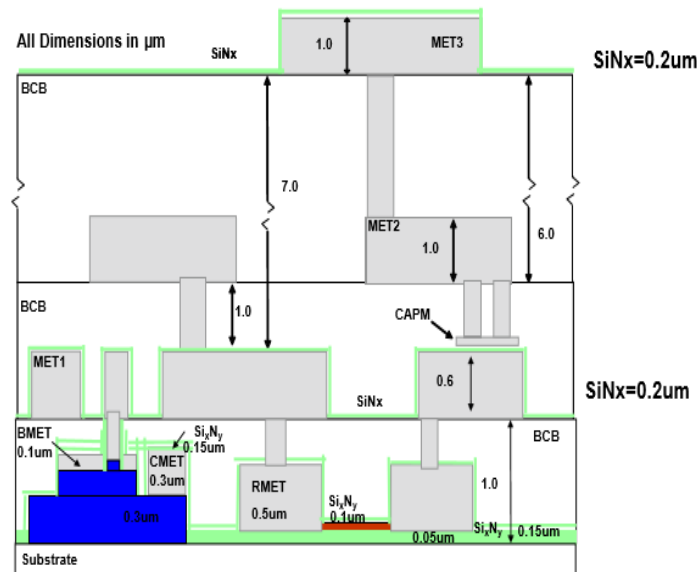 All Dimensions in µm
SiNx
1.0
MET3
SiNx=0.2um
BCB
7.0
MET2
1.0
6.0
BCB
1.0
CAPM
MET1
0.6
SiNx
SiNx=0.2um
BMET
0.1um
SixNy
0.15um
BCB
CMET
0.3um
RMET
0.5um
SixNy
0.1um
1.0
0.3um
0.05um
SixNy
0.15um
Substrate